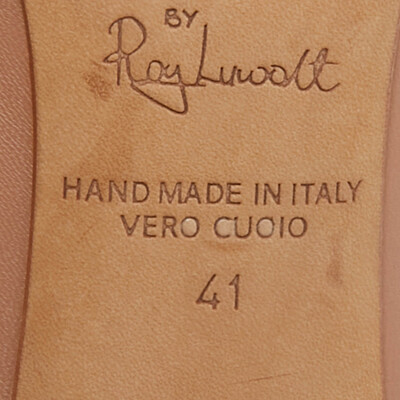 BY
HAND MADE IN ITALY
VERO CUOIO
41